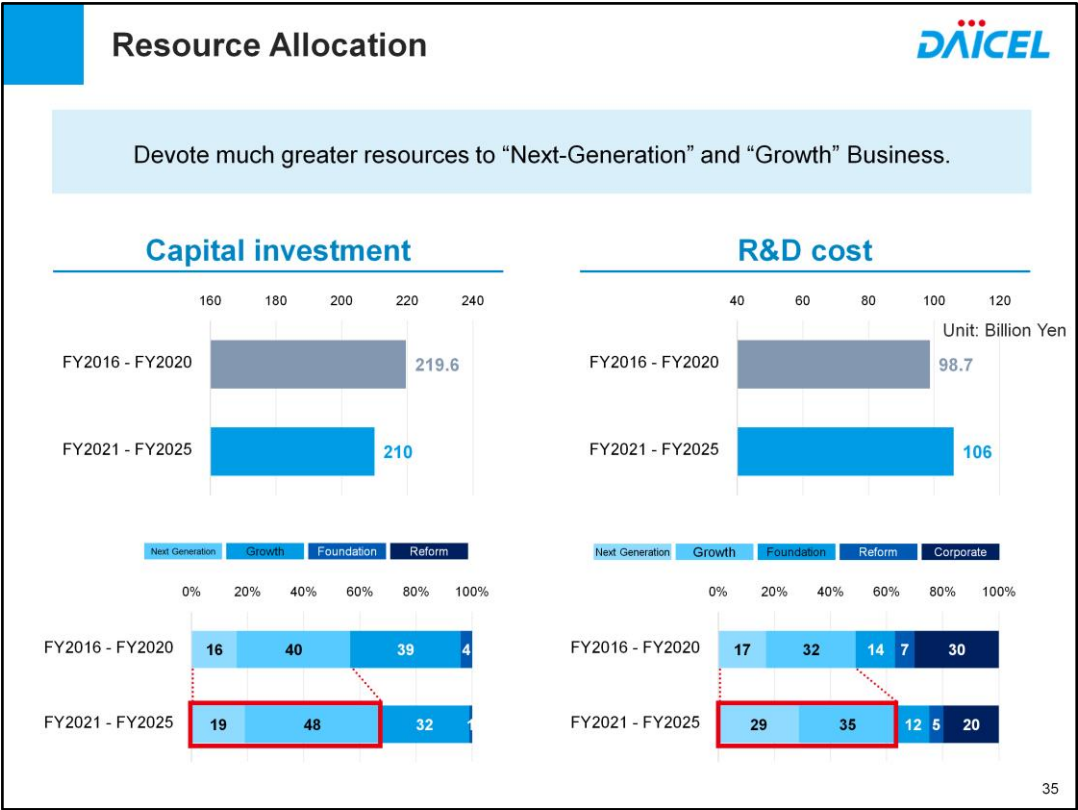 Resource Allocation
DAICEL
Devote much greater resources to “Next-Generation” and “Growth” Business.
Capital investment
160 180 200 220 240
FY2016 - FY2020 219.6
FY2021 - FY2025 210
Next Generation Growth Foundation Reform
0% 20% 40% 60% 80% 100%
FY2016 - FY2020 16 40 39 4
FY2021 - FY2025 19 48 32 1
R&D cost
40 60 80 100 120
Unit: Billion Yen
FY2016 - FY2020 98.7
FY2021 - FY2025 106
Next Generation Growth Foundation Reform Corporate
0% 20% 40% 60% 80% 100%
FY2016 - FY2020 17 32 14 7 30
FY2021 - FY2025 29 35 12 5 20
35